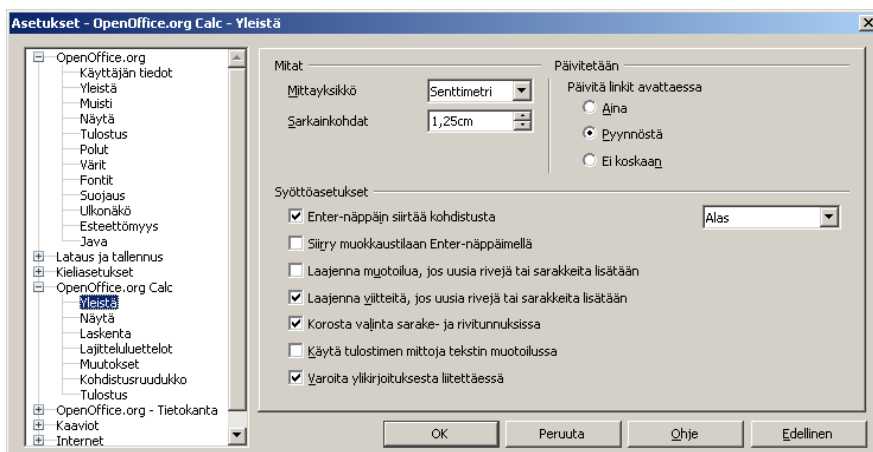 Asetukset - OpenOffice.org Calc - Yleistä
OpenOffice.org
Käyttäjän tiedot
Yleistä
Muisti
Näytä
Tulostus
Polut
Värit
Fontit
Suojaus
Ulkonäkö
Esteettömyys
Java
Lataus ja tallennus
Kieliasetukset
OpenOffice.org Calc
Yleistä
Näytä
Laskenta
Lajitteluluettelot
Muutokset
Kohdistusruudukko
Tulostus
OpenOffice.org - Tietokanta
Kaaviot
Internet
Mitat
Mittayksikkö Senttimetri
Sarkainkohdat 1,25cm
Päivitetään
Päivitä linkit avattaessa
Aina
Pyynnöstä
Ei koskaan
Syöttöasetukset
Enter-näppäin siirtää kohdistusta Alas
Siirry muokkaustilaan Enter-näppäimellä
Laajenna muotoilua, jos uusia rivejä tai sarakkeita lisätään
Laajenna viitteitä, jos uusia rivejä tai sarakkeita lisätään
Korosta valinta sarake- ja rivitunnuksissa
Käytä tulostimen mittoja tekstin muotoilussa
Varoita ylikirjoituksesta liitettäessä
OK Peruuta Ohje Edellinen